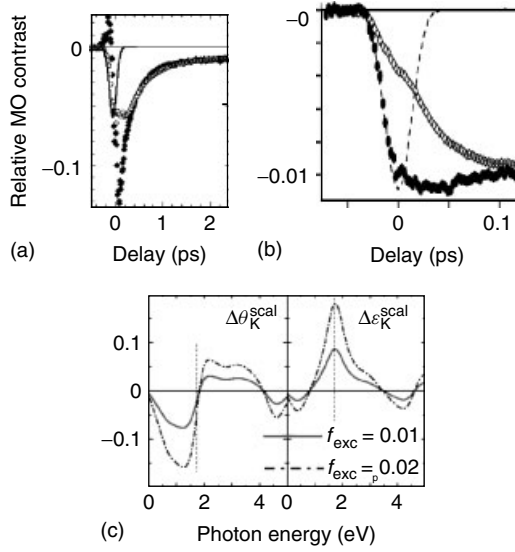 Relative MO contrast
0
−0.1
0 1 2
(a)
Delay (ps)
−0
−0.01
0 0.1
(b)
Delay (ps)
Δθ_K^scal
Δε_K^scal
0.1
0
−0.1
f_exc = 0.01
f_exc =_p 0.02
0 2 4 0 2 4
(c)
Photon energy (eV)